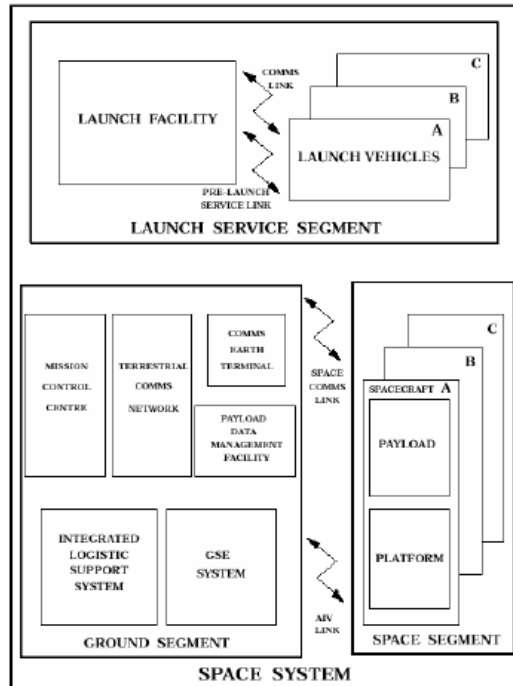 C
COMMS
LINK
B
LAUNCH FACILITY
A
LAUNCH VEHICLES
PRE-LAUNCH
SERVICE LINK
LAUNCH SERVICE SEGMENT
MISSION
CONTROL
CENTRE
TERRESTRIAL
COMMS
NETWORK
COMMS
EARTH
TERMINAL
PAYLOAD
DATA
MANAGEMENT
FACILITY
INTEGRATED
LOGISTIC
SUPPORT
SYSTEM
GSE
SYSTEM
GROUND SEGMENT
SPACE
COMMS
LINK
AIV
LINK
C
B
SPACECRAFT A
PAYLOAD
PLATFORM
SPACE SEGMENT
SPACE SYSTEM